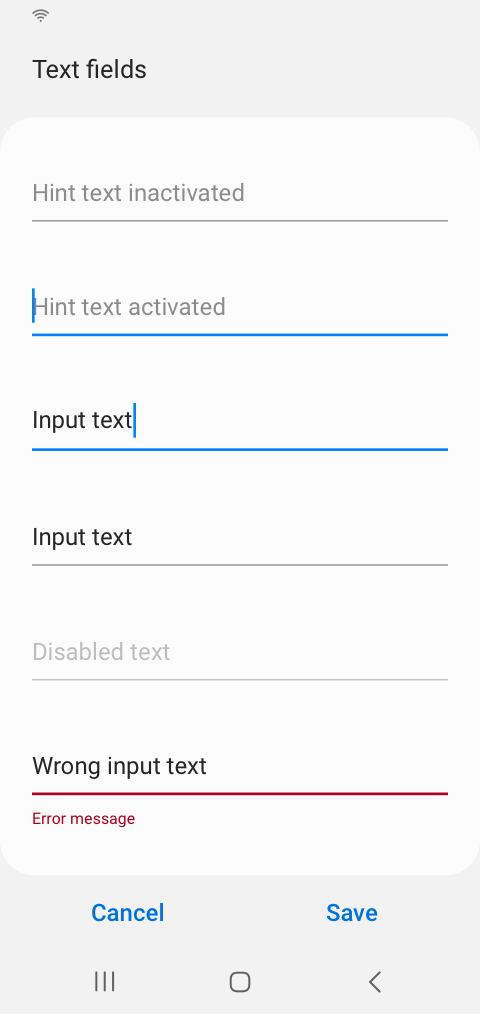 Text fields
Hint text inactivated
Hint text activated
Input text
Input text
Disabled text
Wrong input text
Error message
Cancel Save